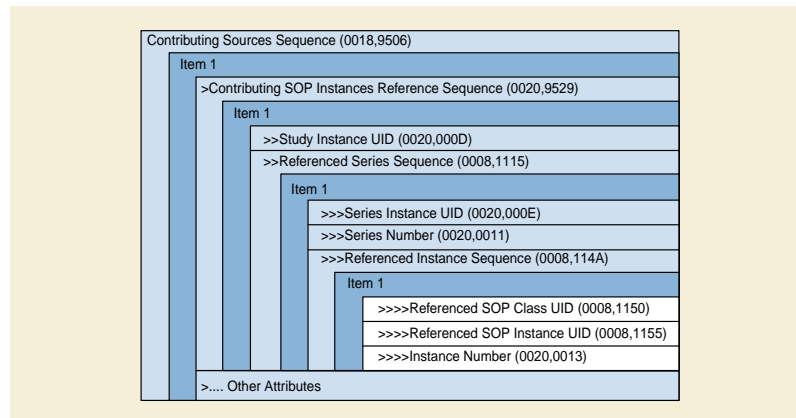 Contributing Sources Sequence (0018,9506)
Item 1
>Contributing SOP Instances Reference Sequence (0020,9529)
Item 1
>>Study Instance UID (0020,000D)
>>Referenced Series Sequence (0008,1115)
Item 1
>>>Series Instance UID (0020,000E)
>>>Series Number (0020,0011)
>>>Referenced Instance Sequence (0008,114A)
Item 1
>>>>Referenced SOP Class UID (0008,1150)
>>>>Referenced SOP Instance UID (0008,1155)
>>>>Instance Number (0020,0013)
>.... Other Attributes